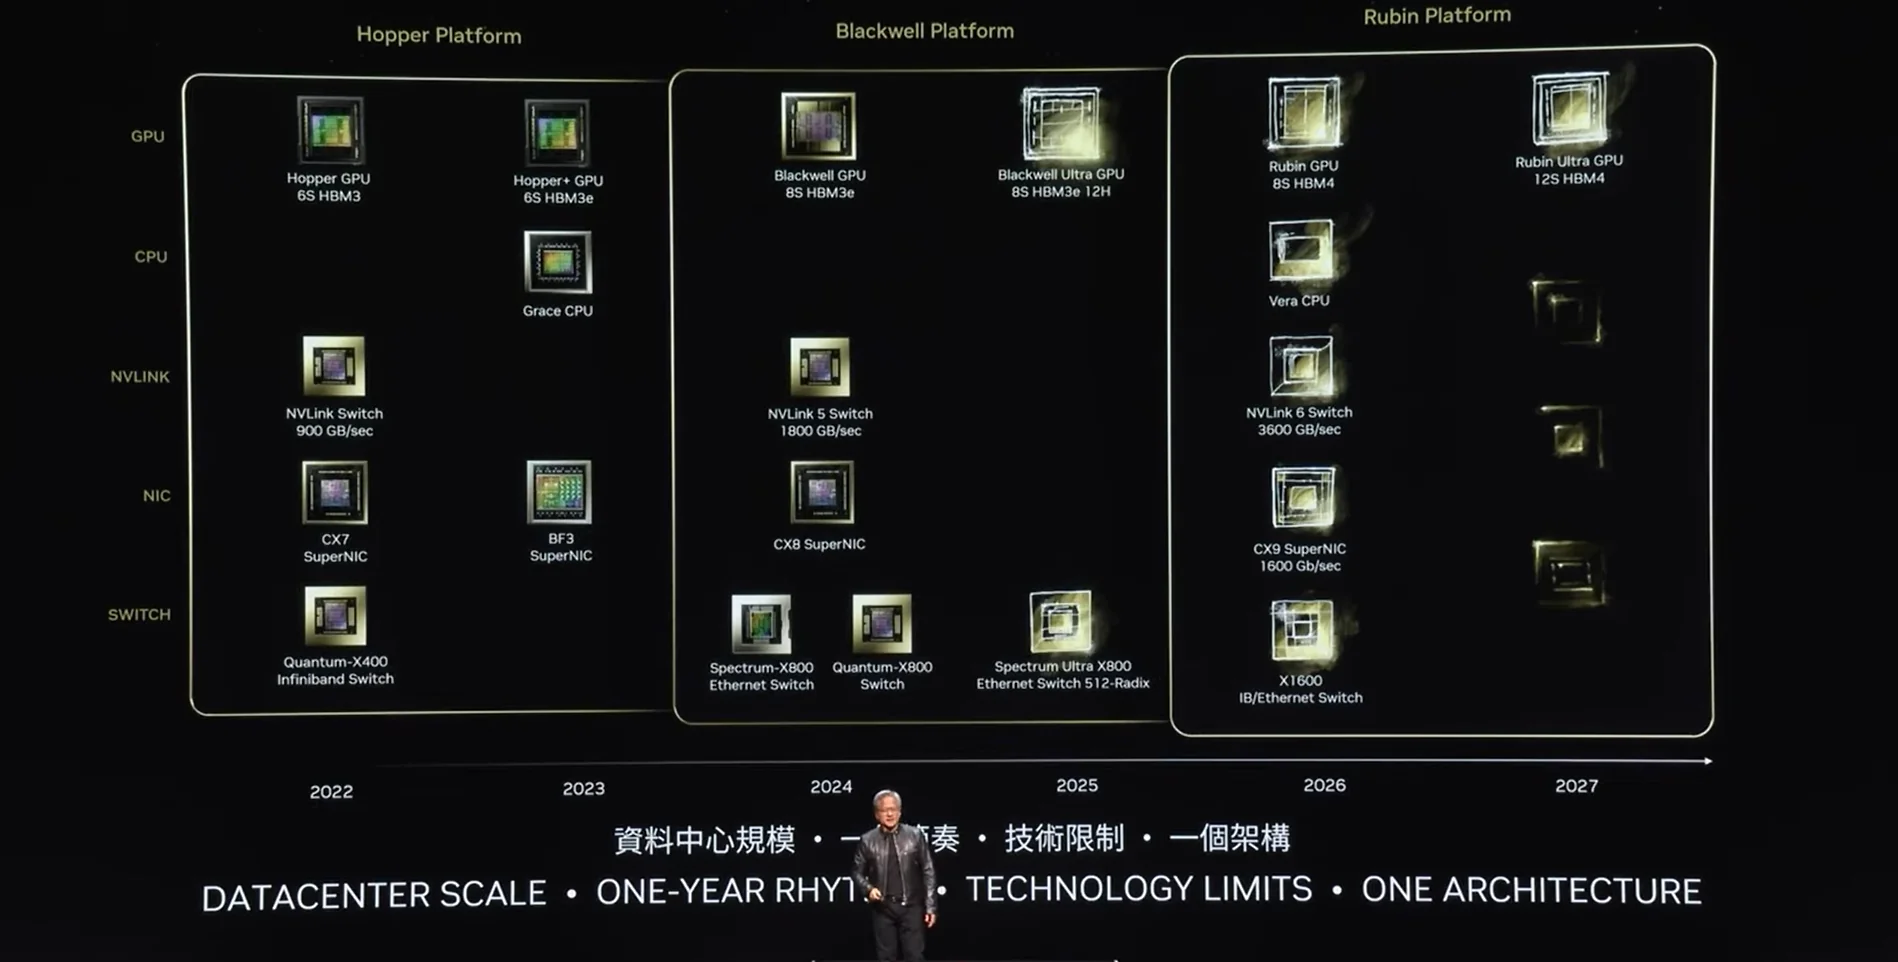 Hopper Platform
Blackwell Platform
Rubin Platform
GPU
Hopper GPU
6S HBM3
Hopper+ GPU
6S HBM3e
Blackwell GPU
8S HBM3e
Blackwell Ultra GPU
8S HBM3e 12H
Rubin GPU
8S HBM4
Rubin Ultra GPU
12S HBM4
CPU
Grace CPU
Vera CPU
NVLINK
NVLink Switch
900 GB/sec
NVLink 5 Switch
1800 GB/sec
NVLink 6 Switch
3600 GB/sec
NIC
CX7
SuperNIC
BF3
SuperNIC
CX8 SuperNIC
CX9 SuperNIC
1600 Gb/sec
SWITCH
Quantum-X400
Infiniband Switch
Spectrum-X800
Ethernet Switch
Quantum-X800
Switch
Spectrum Ultra X800
Ethernet Switch 512-Radix
X1600
IB/Ethernet Switch
2022
2023
2024
2025
2026
2027
資料中心規模 • 一 奏 • 技術限制 • 一個架構
DATACENTER SCALE • ONE-YEAR RHYT • TECHNOLOGY LIMITS • ONE ARCHITECTURE